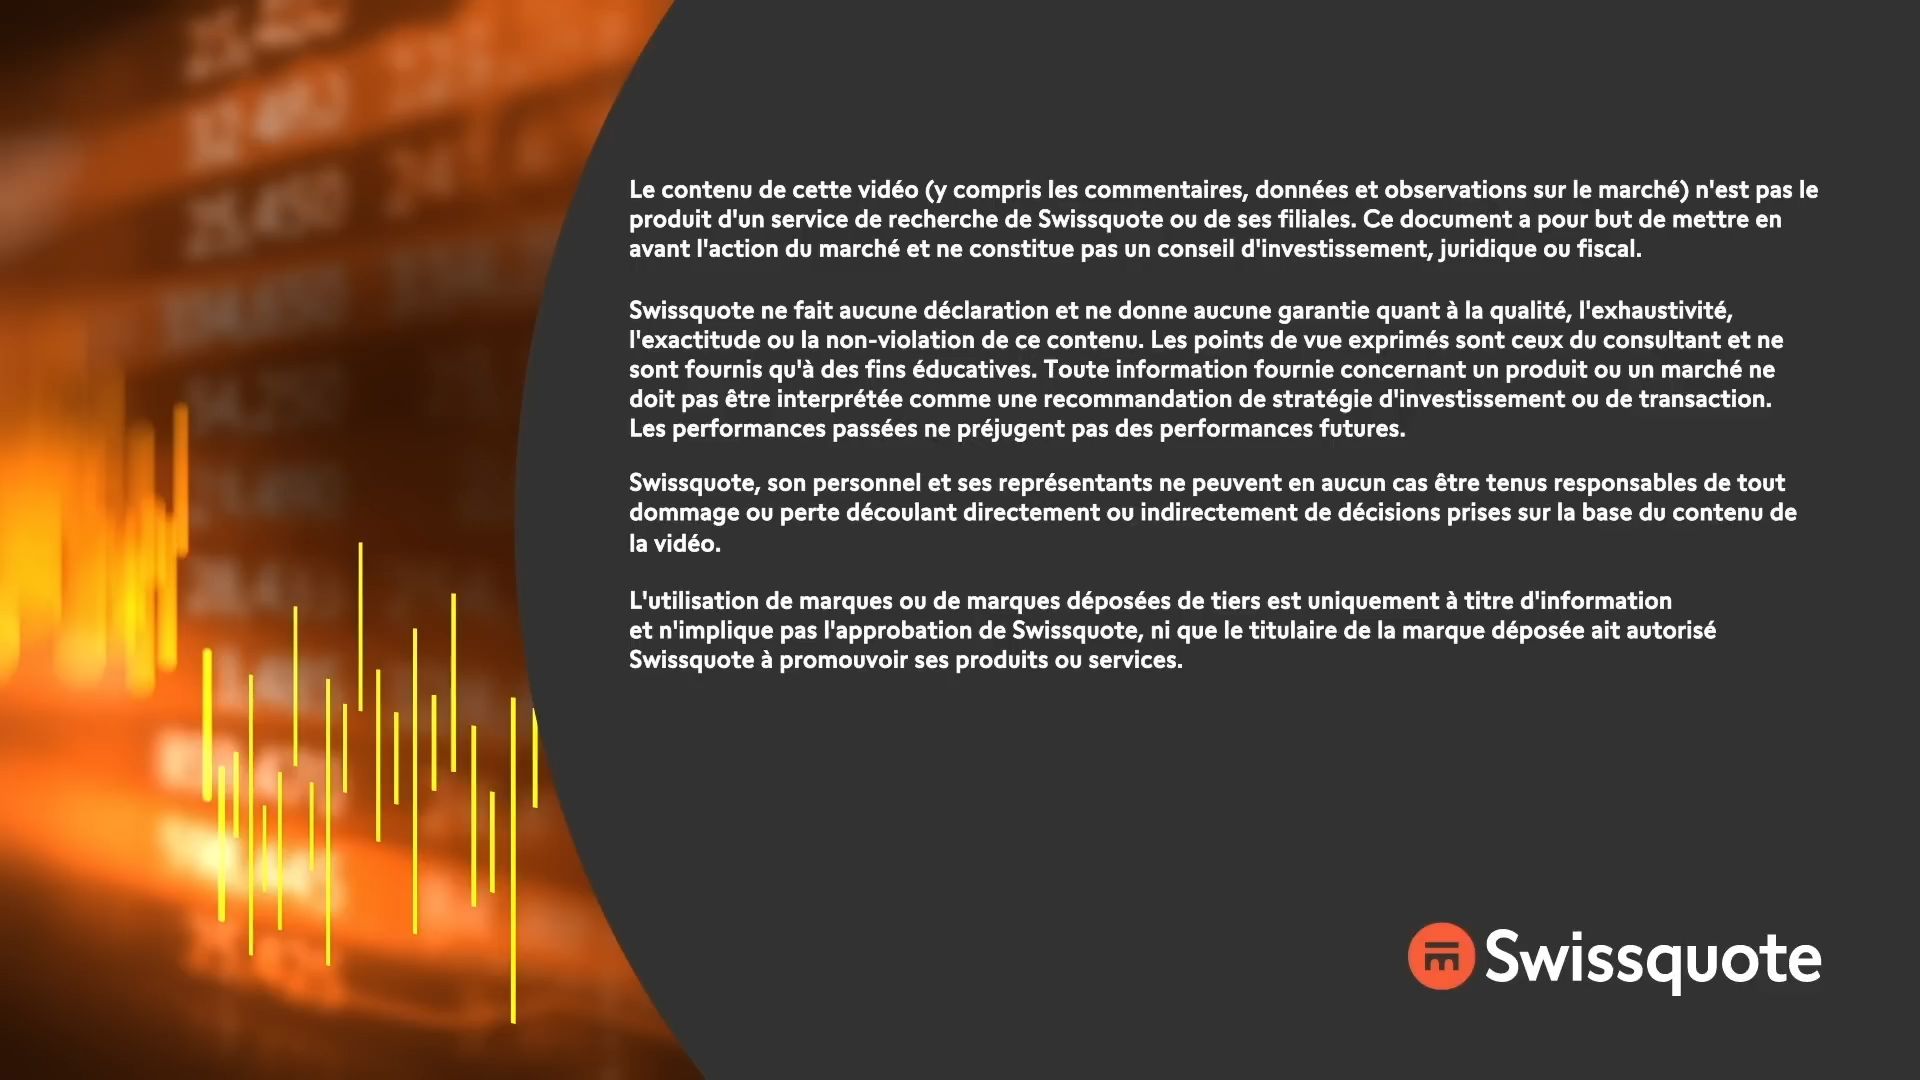 Le contenu de cette vidéo (y compris les commentaires, données et observations sur le marché) n'est pas le
produit d'un service de recherche de Swissquote ou de ses filiales. Ce document a pour but de mettre en
avant l'action du marché et ne constitue pas un conseil d'investissement, juridique ou fiscal.
Swissquote ne fait aucune déclaration et ne donne aucune garantie quant à la qualité, l'exhaustivité,
l'exactitude ou la non-violation de ce contenu. Les points de vue exprimés sont ceux du consultant et ne
sont fournis qu'à des fins éducatives. Toute information fournie concernant un produit ou un marché ne
doit pas être interprétée comme une recommandation de stratégie d'investissement ou de transaction.
Les performances passées ne préjugent pas des performances futures.
Swissquote, son personnel et ses représentants ne peuvent en aucun cas être tenus responsables de tout
dommage ou perte découlant directement ou indirectement de décisions prises sur la base du contenu de
la vidéo.
L'utilisation de marques ou de marques déposées de tiers est uniquement à titre d'information
et n'implique pas l'approbation de Swissquote, ni que le titulaire de la marque déposée ait autorisé
Swissquote à promouvoir ses produits ou services.
Swissquote